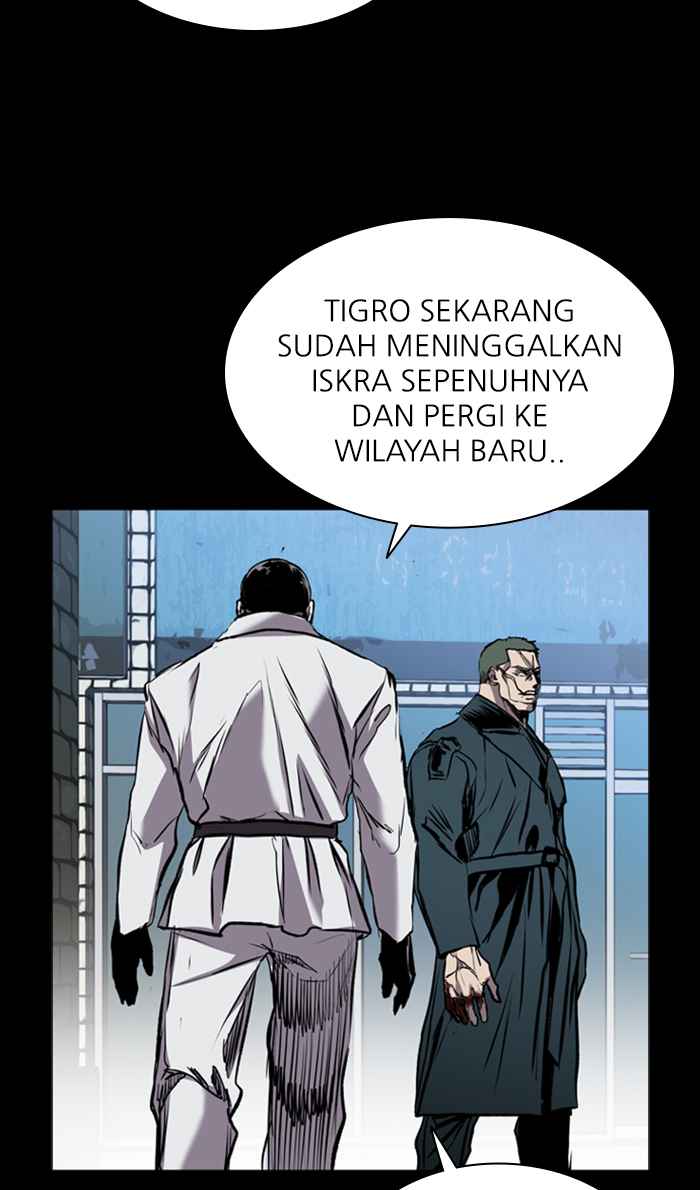 TIGRO SEKARANG
SUDAH MENINGGALKAN
ISKRA SEPENUHNYA
DAN PERGI KE
WILAYAH BARU..